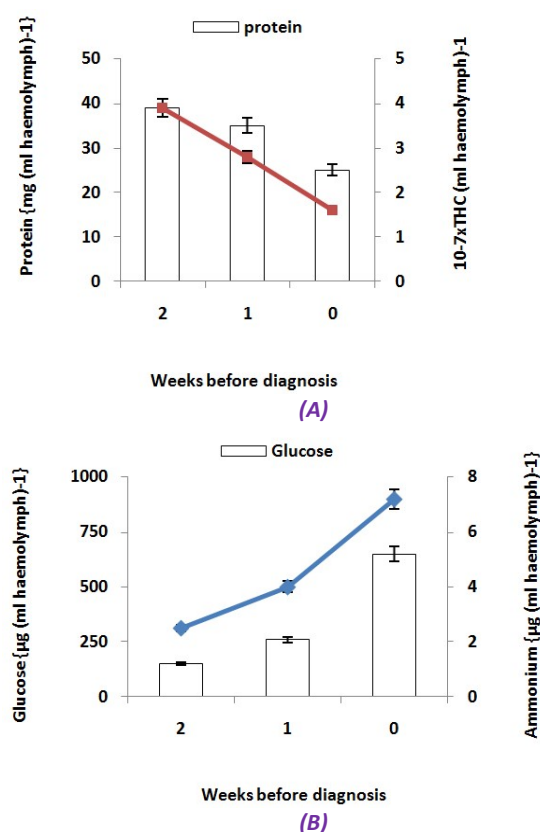 protein
50
40
30
20
10
0
5
4
3
2
1
0
Protein {mg (ml haemolymph)-1}
10-7xTHC (ml haemolymph)-1
2 1 0
Weeks before diagnosis
(A)
Glucose
1000
750
500
250
0
8
6
4
2
0
Glucose{µg (ml haemolymph)-1}
Ammonium {µg (ml haemolymph)-1}
2 1 0
Weeks before diagnosis
(B)